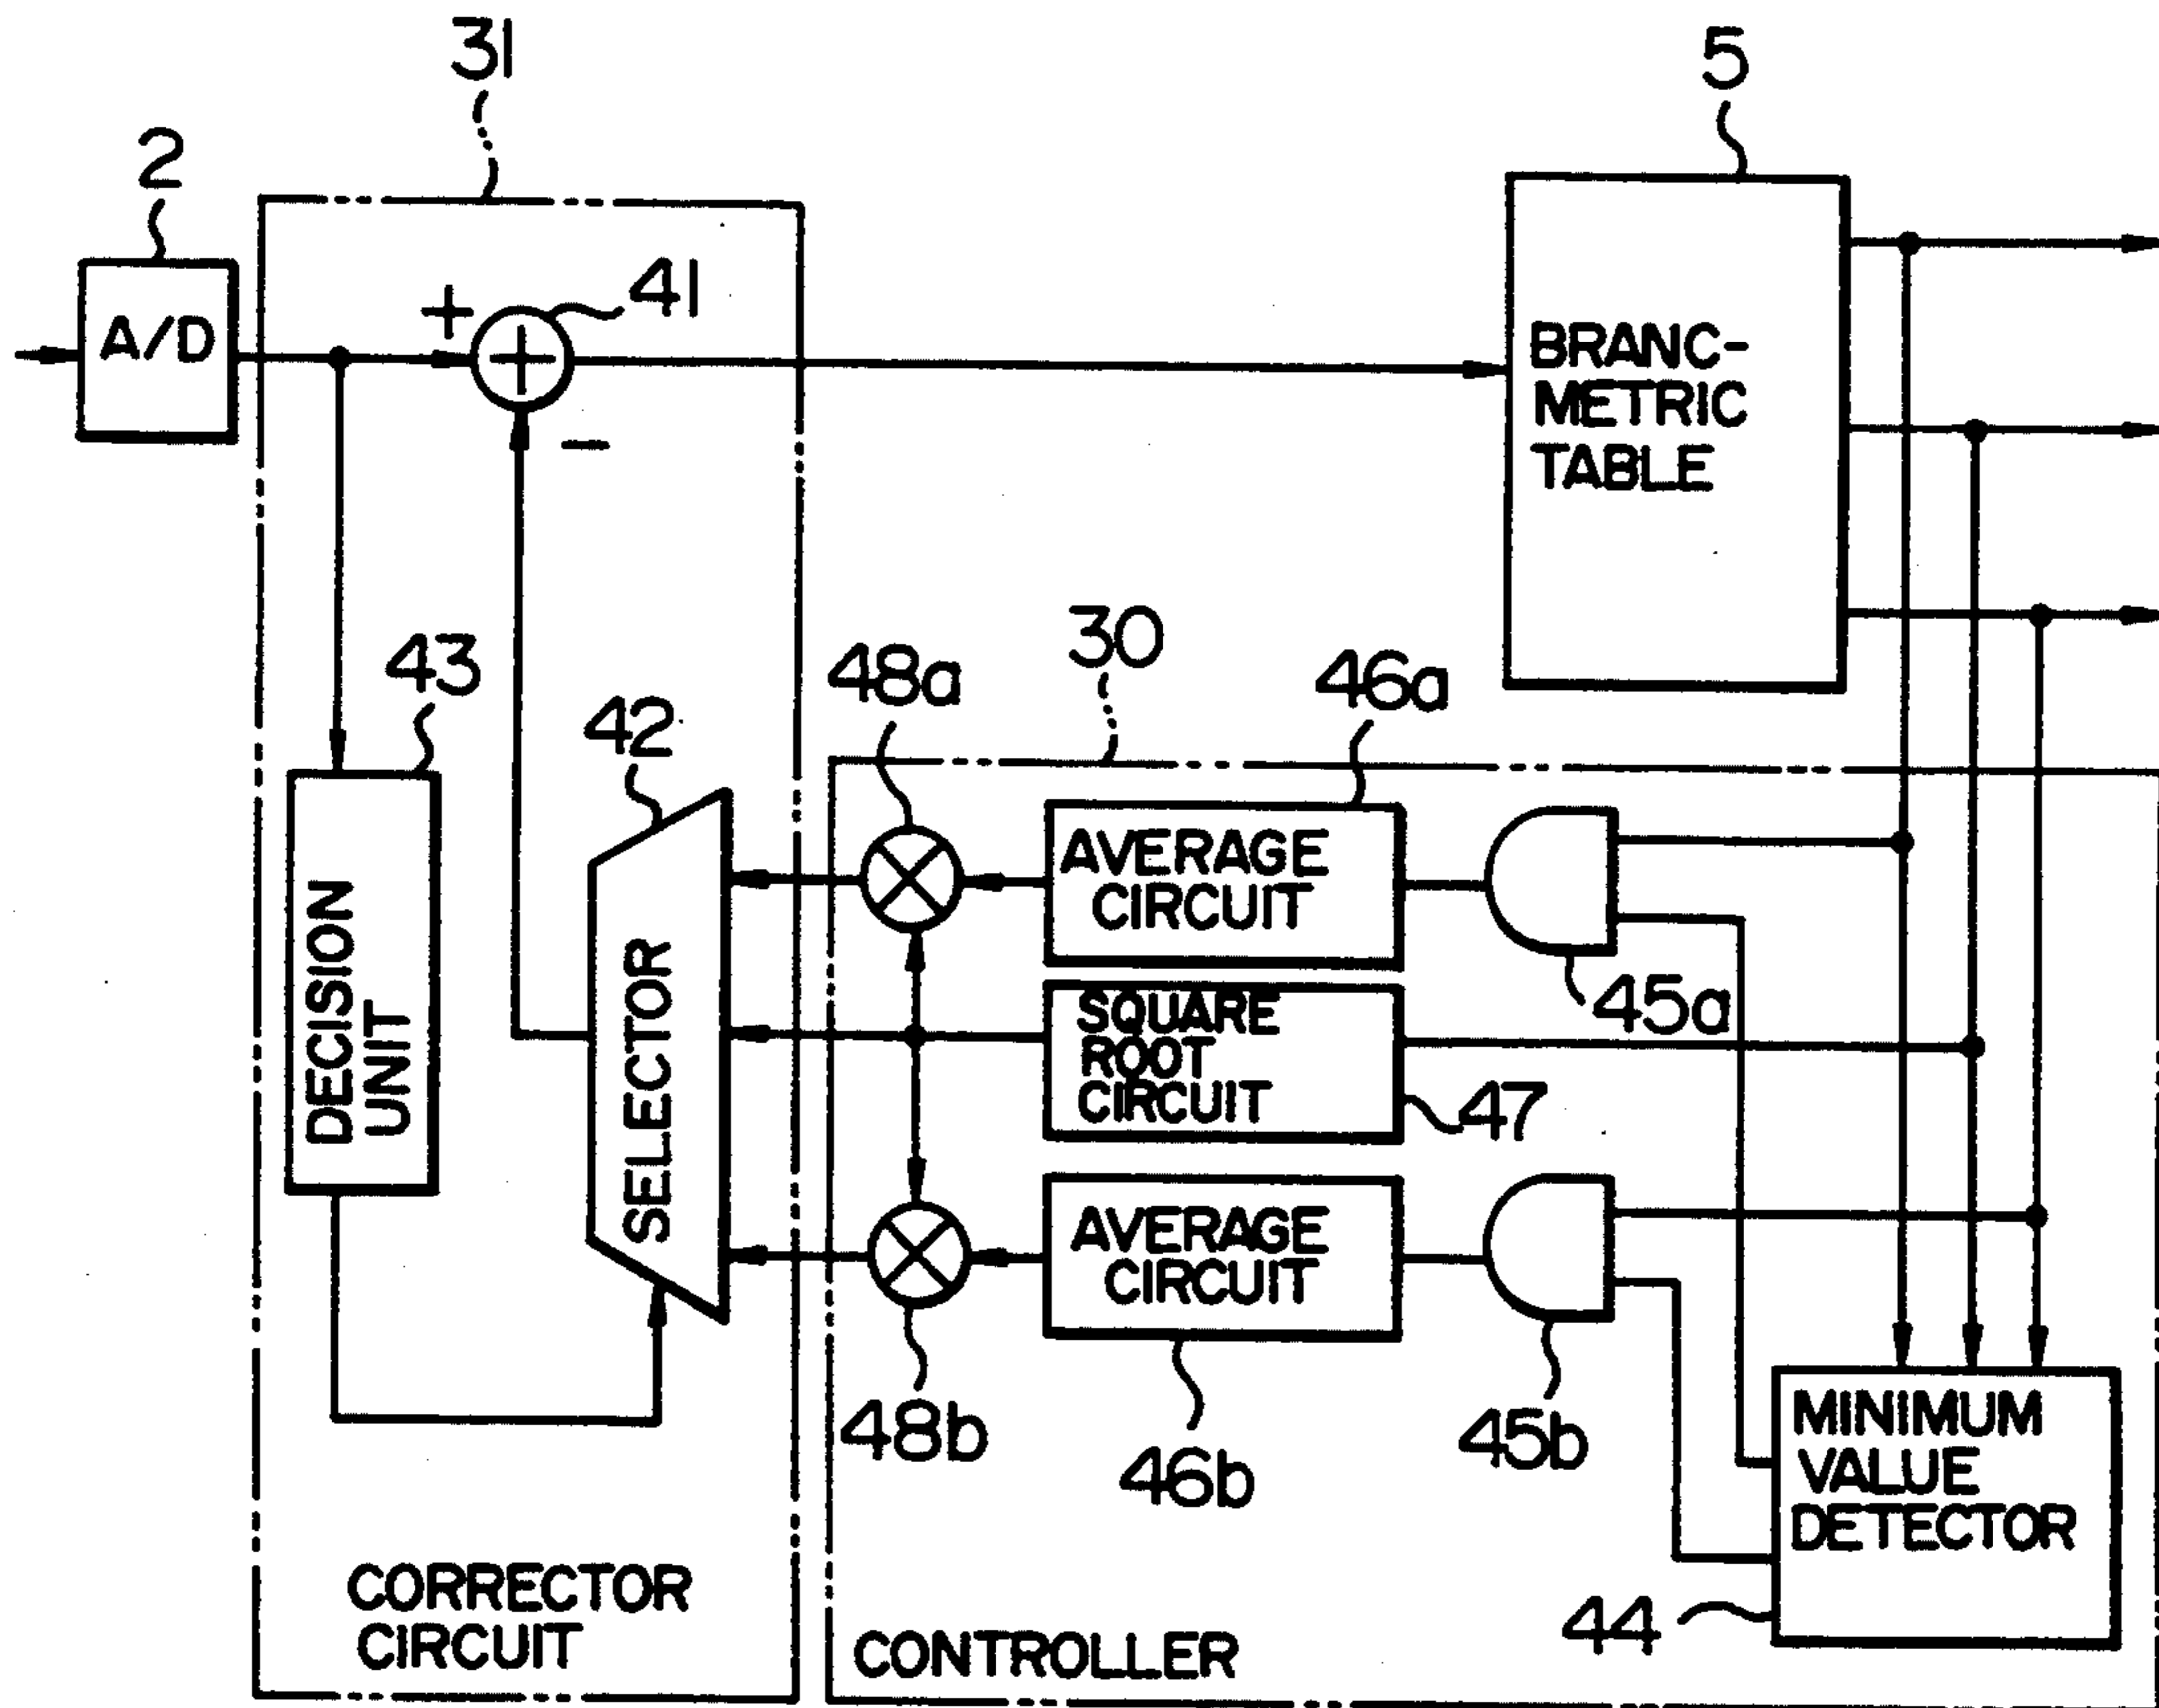 31
5
2
A/D
+
41
+
−
BRANC-
METRIC
TABLE
43
42
48a
30
46a
DECISION
UNIT
SELECTOR
AVERAGE
CIRCUIT
45a
SQUARE
ROOT
CIRCUIT
47
AVERAGE
CIRCUIT
48b
46b
45b
MINIMUM
VALUE
DETECTOR
44
CORRECTOR
CIRCUIT
CONTROLLER